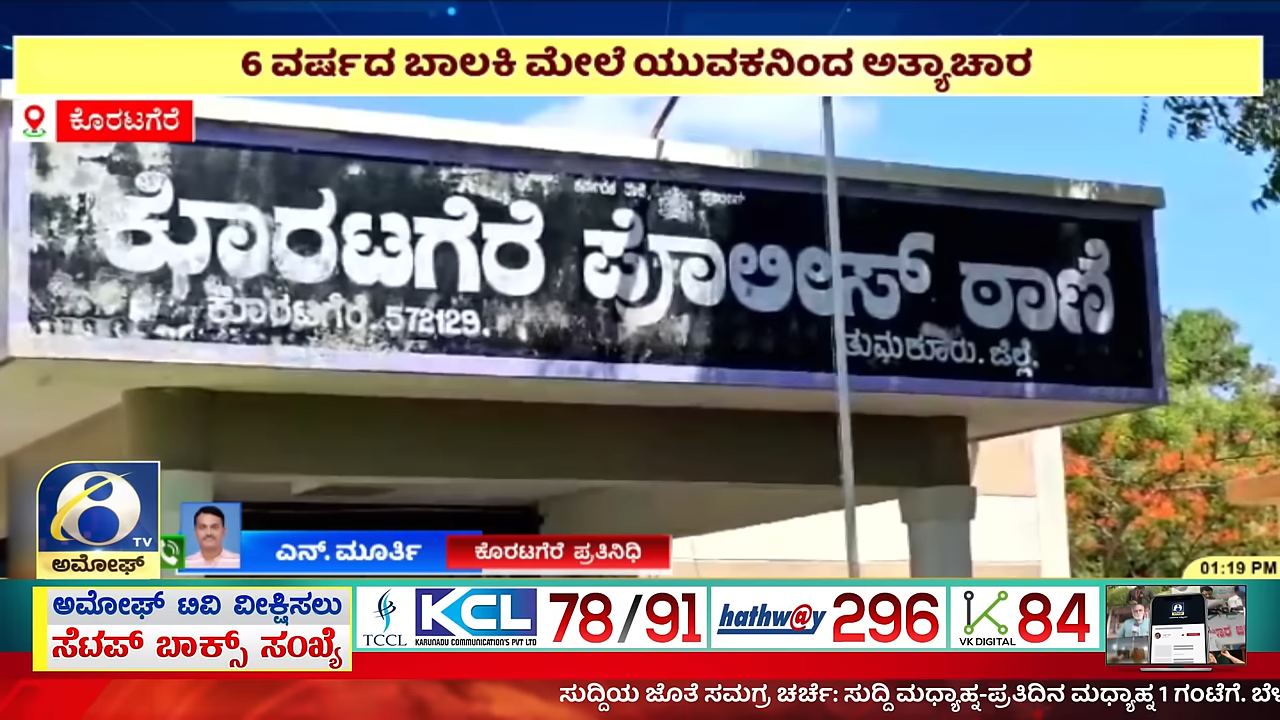 6 ವರ್ಷದ ಬಾಲಕಿ ಮೇಲೆ ಯುವಕನಿಂದ ಅತ್ಯಾಚಾರ
ಕೊರಟಗೆರೆ
ಕೊರಟಗೆರೆ ಪೊಲೀಸ್ ಠಾಣೆ
ಕೊರಟಗೆರೆ 572129.
ತುಮಕೂರು. ಜಿಲ್ಲೆ.
8
TV
ಅಮೋಘ್
ಎನ್. ಮೂರ್ತಿ
ಕೊರಟಗೆರೆ ಪ್ರತಿನಿಧಿ
01:19 PM
ಅಮೋಘ್ ಟಿವಿ ವೀಕ್ಷಿಸಲು
ಸೆಟಪ್ ಬಾಕ್ಸ್ ಸಂಖ್ಯೆ
TCCL
KCL
KARUNADU COMMUNICATIONS PVT LTD
78/91
hathw@y
296
VK DIGITAL
84
ಸುದ್ದಿಯ ಜೊತೆ ಸಮಗ್ರ ಚರ್ಚೆ: ಸುದ್ದಿ ಮಧ್ಯಾಹ್ನ-ಪ್ರತಿದಿನ ಮಧ್ಯಾಹ್ನ 1 ಗಂಟೆಗೆ.